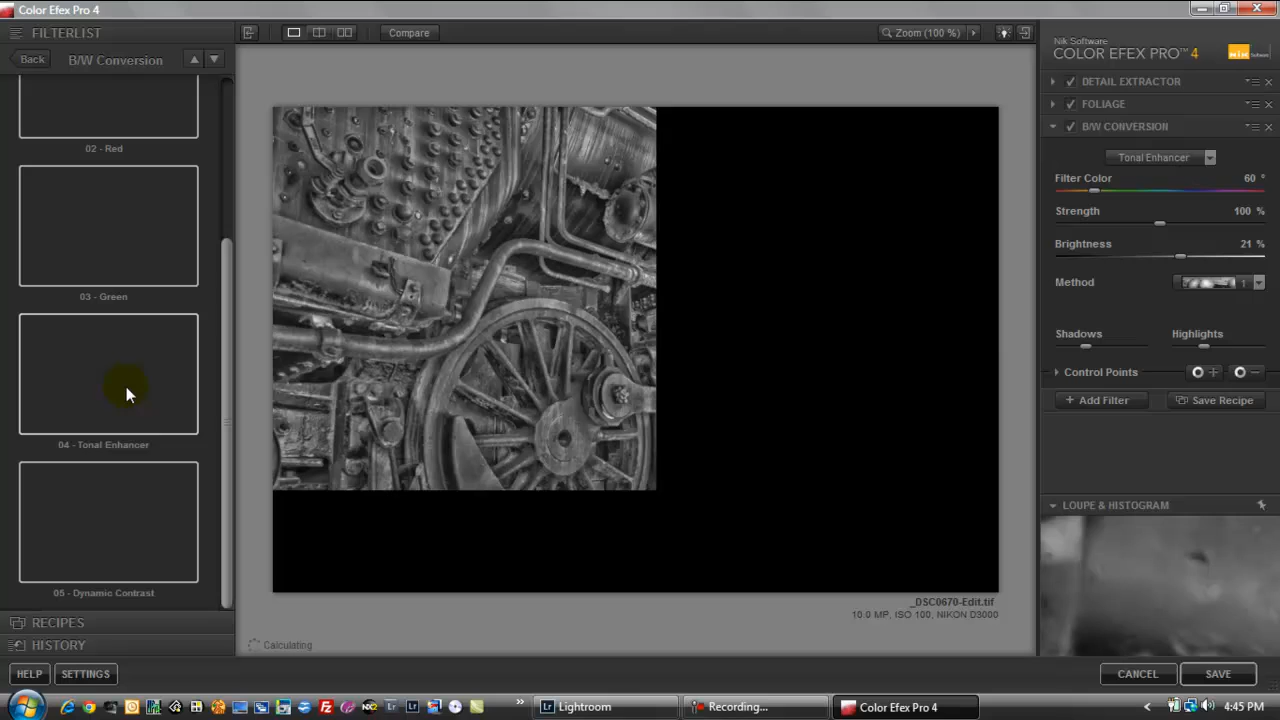 Color Efex Pro 4
FILTERLIST
Compare
Zoom (100 %)
Back
B/W Conversion
02 - Red
03 - Green
04 - Tonal Enhancer
05 - Dynamic Contrast
RECIPES
HISTORY
HELP
SETTINGS
Calculating
_DSC0670-Edit.tif
10.0 MP, ISO 100, NIKON D3000
Nik Software
COLOR EFEX PRO™ 4
DETAIL EXTRACTOR
FOLIAGE
B/W CONVERSION
Tonal Enhancer
Filter Color 60 °
Strength 100 %
Brightness 21 %
Method 1
Shadows Highlights
Control Points
+ Add Filter Save Recipe
LOUPE & HISTOGRAM
CANCEL SAVE
Lightroom
Recording...
Color Efex Pro 4
4:45 PM